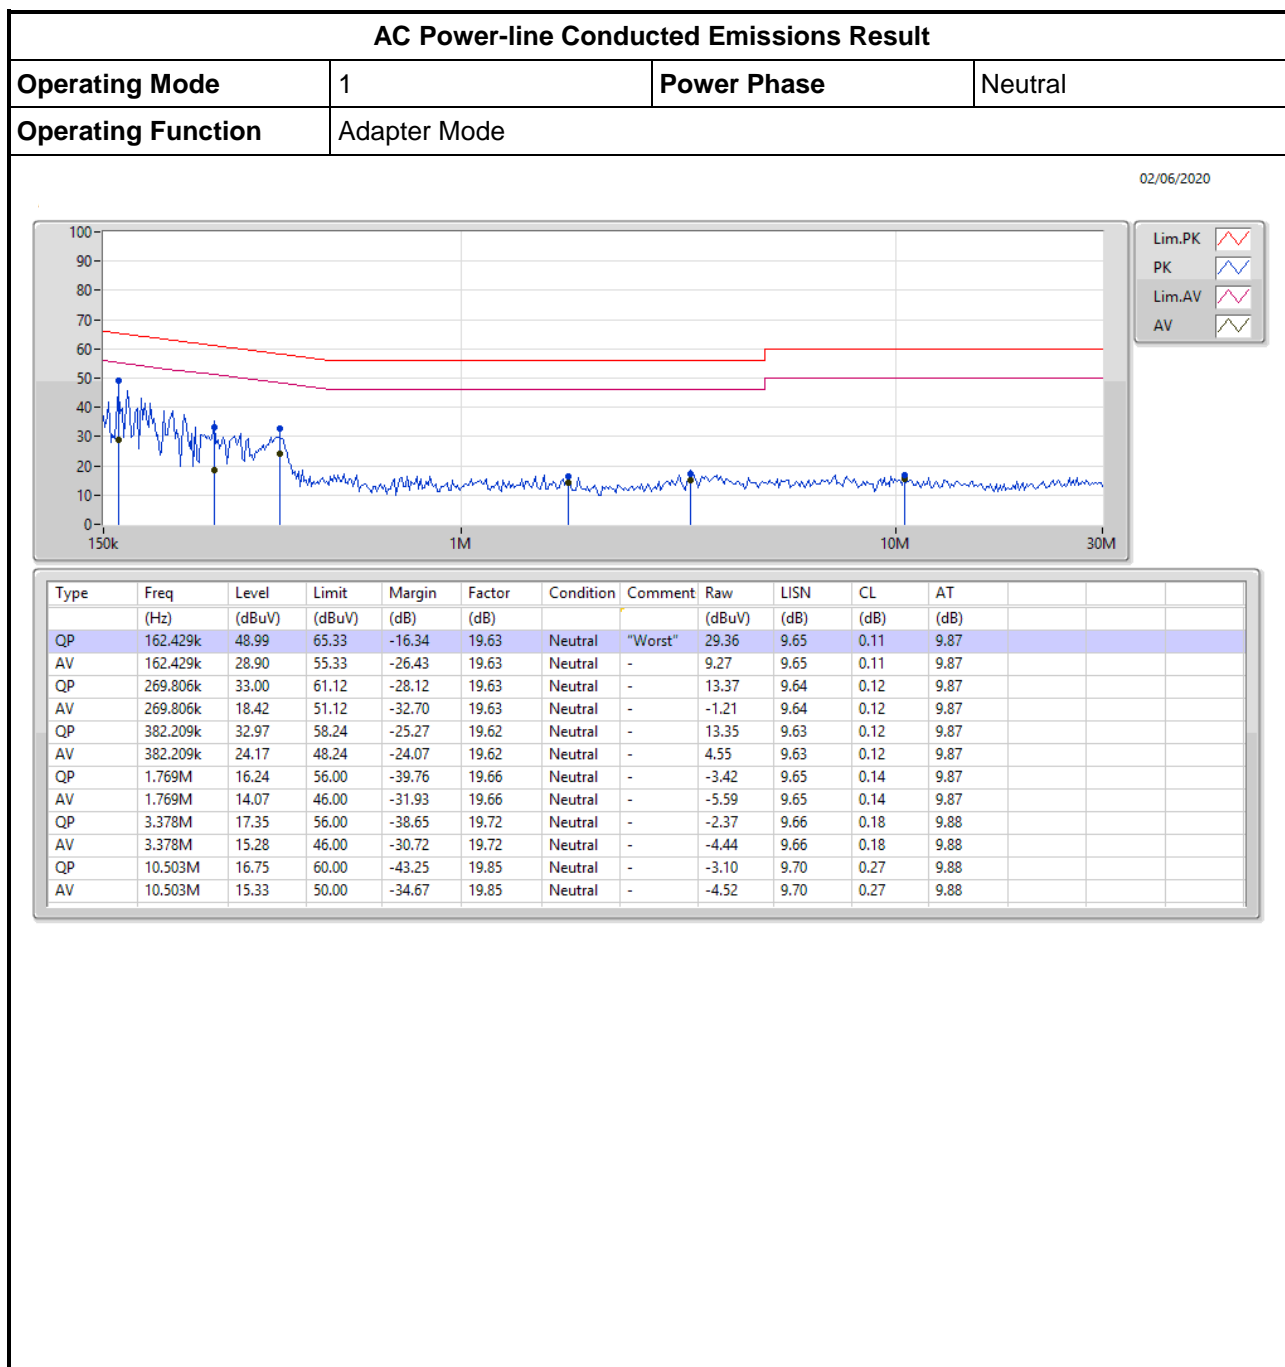 AC Power-line Conducted Emissions Result
Operating Mode 1 Power Phase Neutral
Operating Function Adapter Mode
02/06/2020
100
90
80
70
60
50
40
30
20
10
0
150k 1M 10M 30M
Lim.PK
PK
Lim.AV
AV
Type Freq Level Limit Margin Factor Condition Comment Raw LISN CL AT
(Hz) (dBuV) (dBuV) (dB) (dB) (dBuV) (dB) (dB) (dB)
QP 162.429k 48.99 65.33 -16.34 19.63 Neutral "Worst" 29.36 9.65 0.11 9.87
AV 162.429k 28.90 55.33 -26.43 19.63 Neutral - 9.27 9.65 0.11 9.87
QP 269.806k 33.00 61.12 -28.12 19.63 Neutral - 13.37 9.64 0.12 9.87
AV 269.806k 18.42 51.12 -32.70 19.63 Neutral - -1.21 9.64 0.12 9.87
QP 382.209k 32.97 58.24 -25.27 19.62 Neutral - 13.35 9.63 0.12 9.87
AV 382.209k 24.17 48.24 -24.07 19.62 Neutral - 4.55 9.63 0.12 9.87
QP 1.769M 16.24 56.00 -39.76 19.66 Neutral - -3.42 9.65 0.14 9.87
AV 1.769M 14.07 46.00 -31.93 19.66 Neutral - -5.59 9.65 0.14 9.87
QP 3.378M 17.35 56.00 -38.65 19.72 Neutral - -2.37 9.66 0.18 9.88
AV 3.378M 15.28 46.00 -30.72 19.72 Neutral - -4.44 9.66 0.18 9.88
QP 10.503M 16.75 60.00 -43.25 19.85 Neutral - -3.10 9.70 0.27 9.88
AV 10.503M 15.33 50.00 -34.67 19.85 Neutral - -4.52 9.70 0.27 9.88